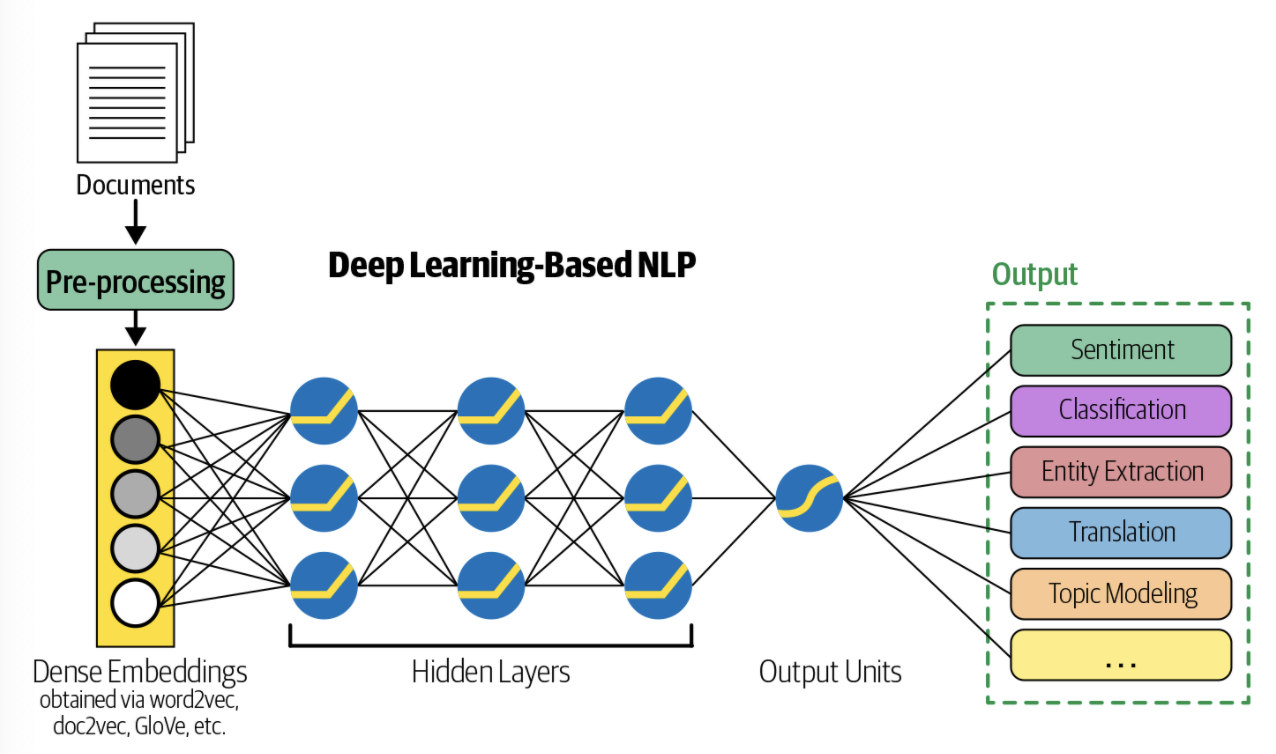 Documents
Pre-processing
Deep Learning-Based NLP
Output
Sentiment
Classification
Entity Extraction
Translation
Topic Modeling
...
Dense Embeddings
obtained via word2vec,
doc2vec, GloVe, etc.
Hidden Layers
Output Units